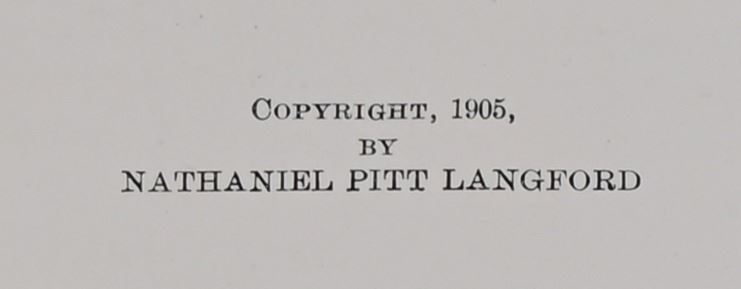 COPYRIGHT, 1905,
BY
NATHANIEL PITT LANGFORD